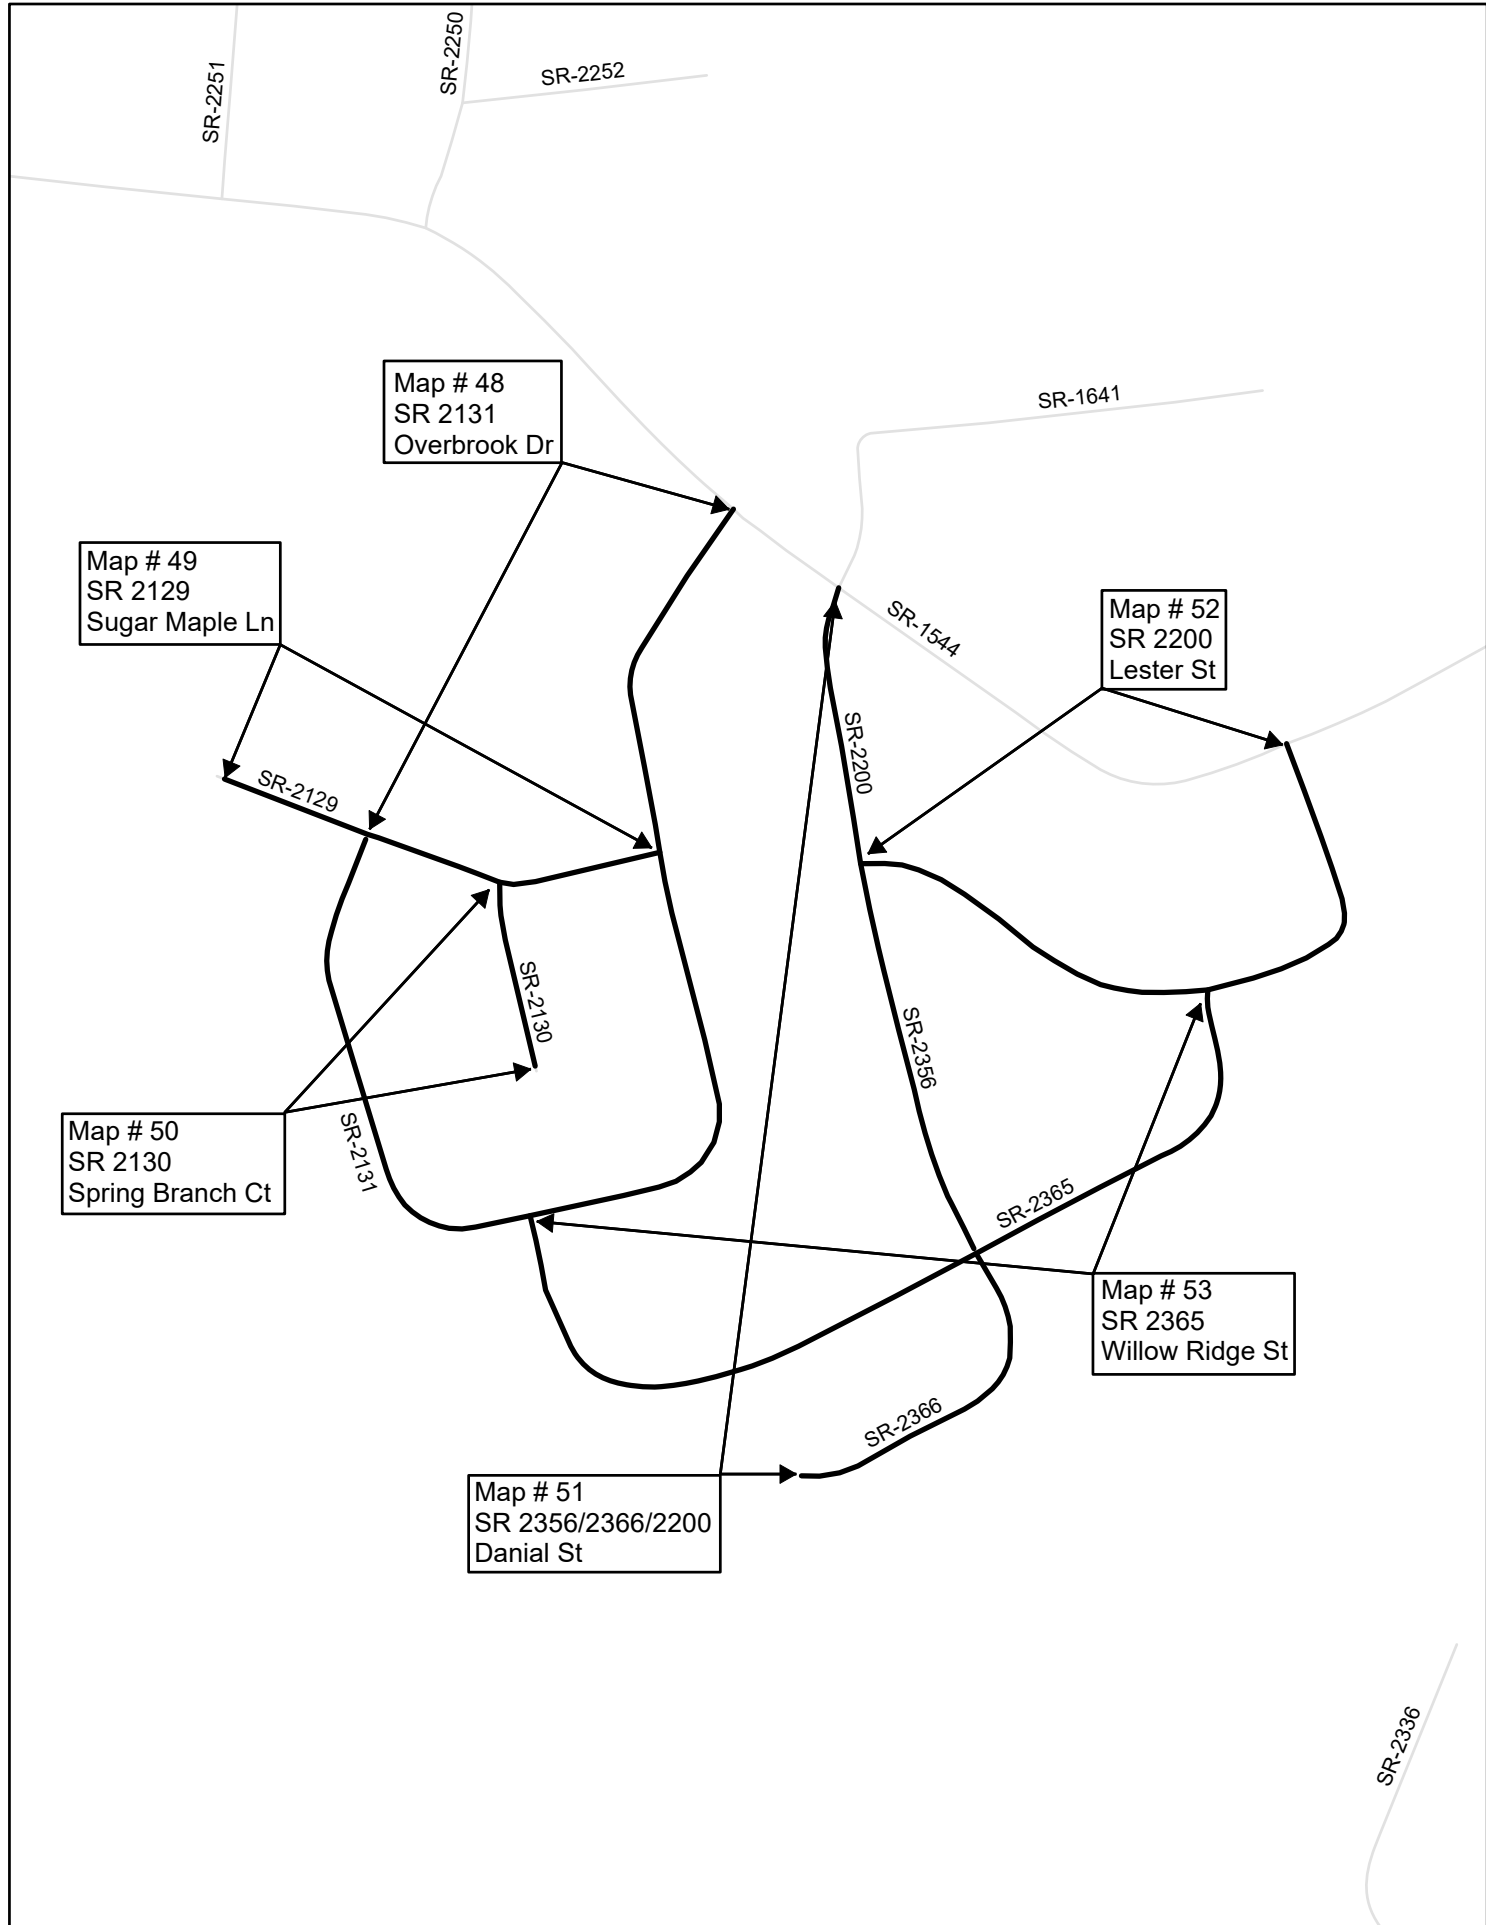 SR-2250
SR-2251
SR-2252
Map # 48
SR 2131
Overbrook Dr
SR-1641
Map # 49
SR 2129
Sugar Maple Ln
SR-1544
Map # 52
SR 2200
Lester St
SR-2200
SR-2129
SR-2130
SR-2356
Map # 50
SR 2130
Spring Branch Ct
SR-2131
SR-2365
Map # 53
SR 2365
Willow Ridge St
SR-2366
Map # 51
SR 2356/2366/2200
Danial St
SR-2336